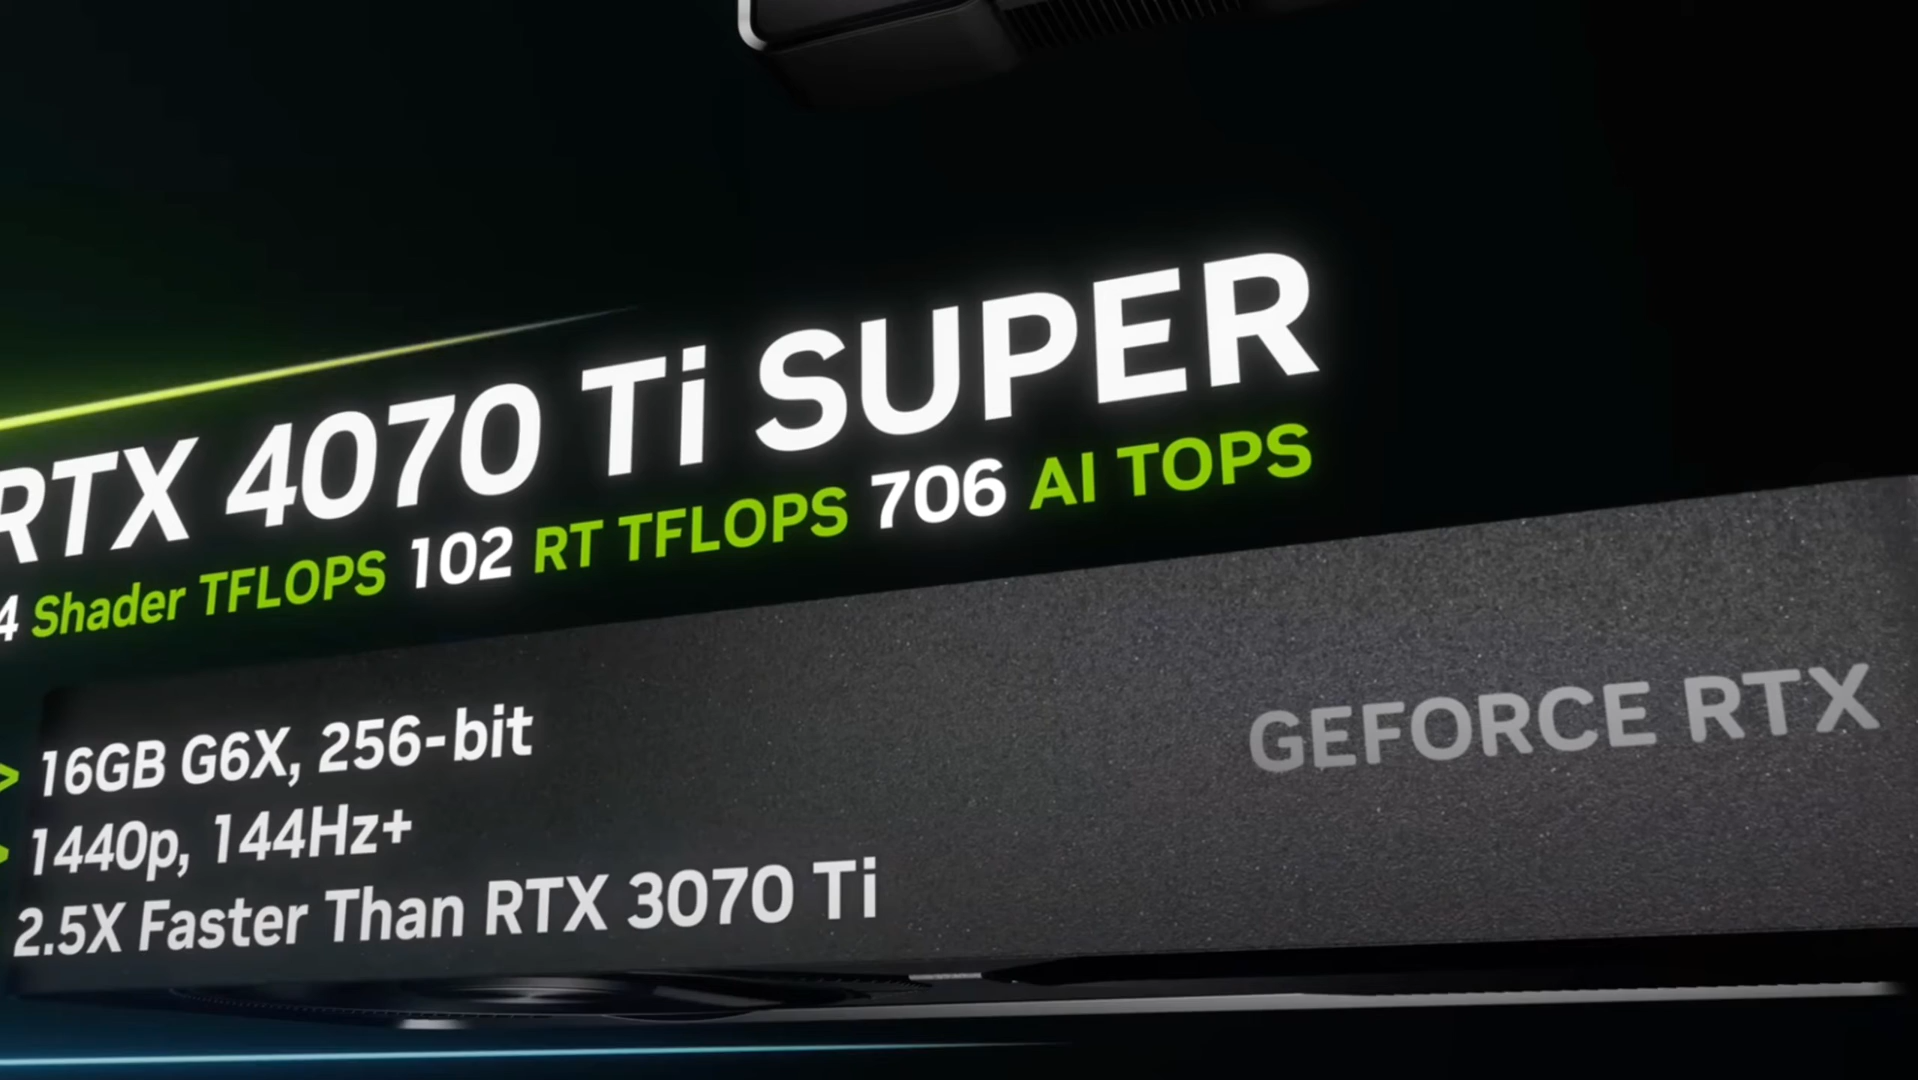 RTX 4070 Ti SUPER
4 Shader TFLOPS 102 RT TFLOPS 706 AI TOPS
16GB G6X, 256-bit
1440p, 144Hz+
2.5X Faster Than RTX 3070 Ti
GEFORCE RTX